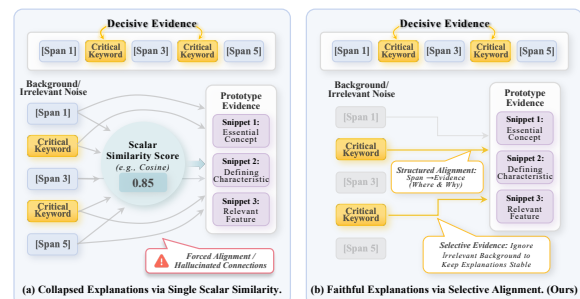 Decisive Evidence
[Span 1]
Critical
Keyword
[Span 3]
Critical
Keyword
[Span 5]
Background/
Irrelevant Noise
[Span 1]
Critical
Keyword
[Span 3]
Critical
Keyword
[Span 5]
Scalar
Similarity Score
(e.g., Cosine)
0.85
Prototype
Evidence
Snippet 1:
Essential
Concept
Snippet 2:
Defining
Characteristic
Snippet 3:
Relevant
Feature
Forced Alignment /
Hallucinated Connections
(a) Collapsed Explanations via Single Scalar Similarity.
Decisive Evidence
[Span 1]
Critical
Keyword
[Span 3]
Critical
Keyword
[Span 5]
Background/
Irrelevant Noise
[Span 1]
Critical
Keyword
[Span 3]
Critical
Keyword
[Span 5]
Prototype
Evidence
Snippet 1:
Essential
Concept
Snippet 2:
Defining
Characteristic
Snippet 3:
Relevant
Feature
Structured Alignment:
Span →Evidence
(Where & Why)
Selective Evidence: Ignore
Irrelevant Background to
Keep Explanations Stable
(b) Faithful Explanations via Selective Alignment. (Ours)